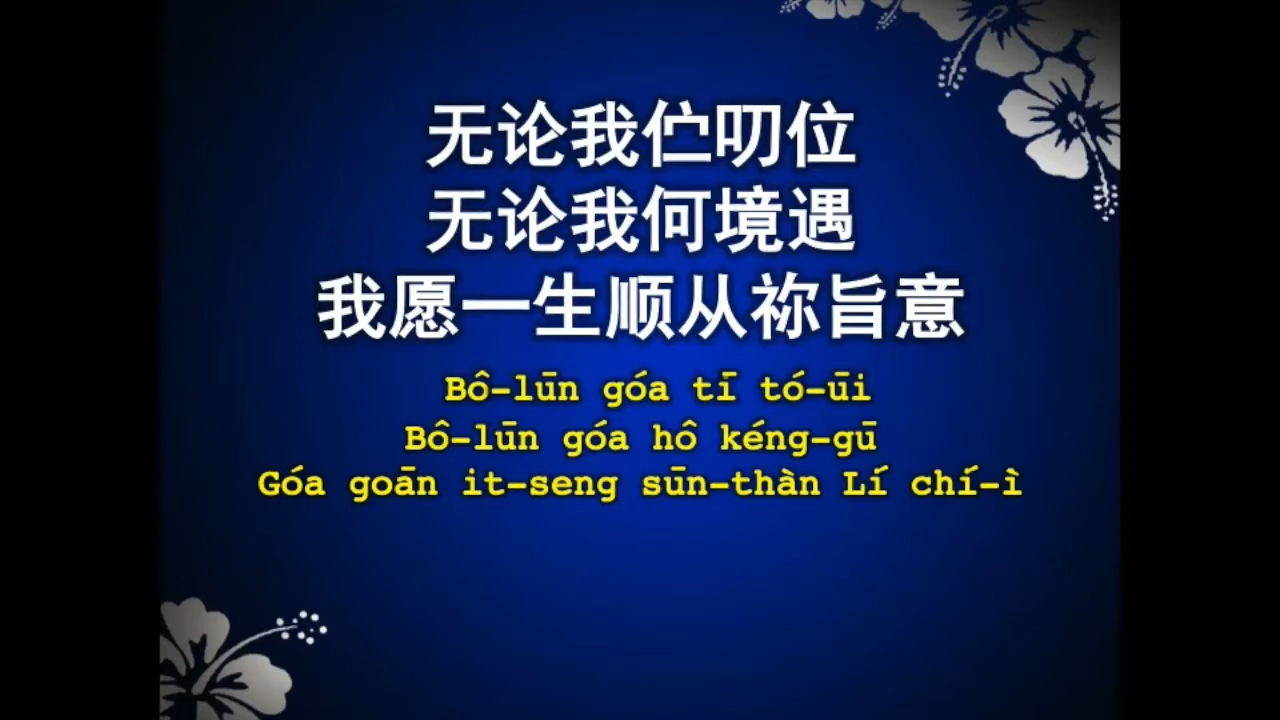 无论我伫叨位
无论我何境遇
我愿一生顺从祢旨意
Bô-lūn góa tī tó-ūi
Bô-lūn góa hô kéng-gū
Góa goān it-seng sūn-thàn Lí chí-ì